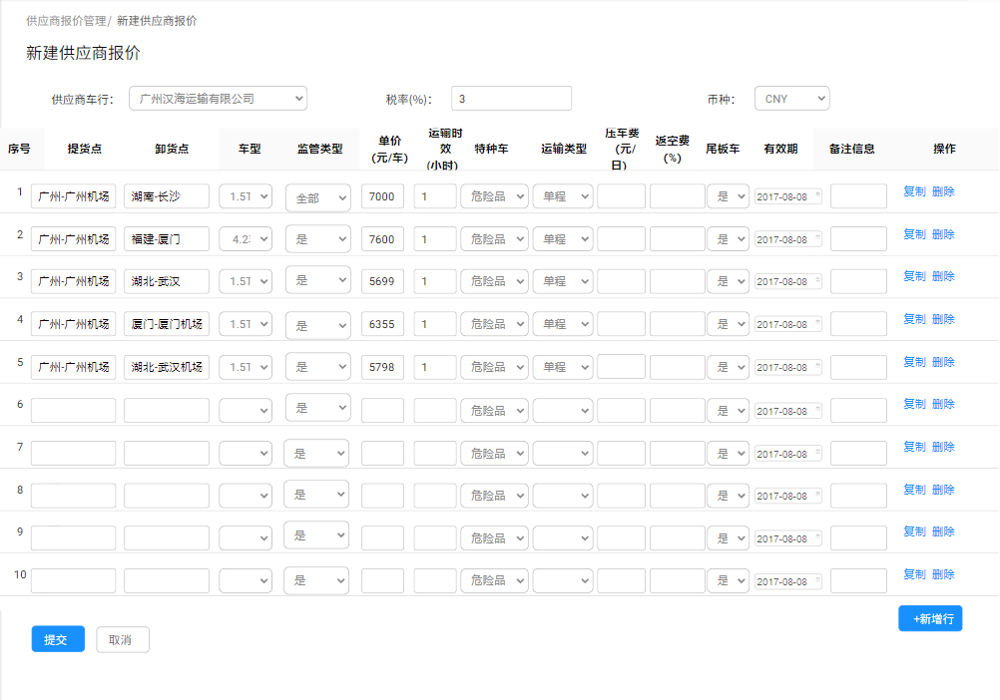 供应商报价管理/ 新建供应商报价
新建供应商报价
供应商车行： 广州汉海运输有限公司 税率(%)： 3 币种： CNY
序号 提货点 卸货点 车型 监管类型 单价(元/车) 运输时效(小时) 特种车 运输类型 压车费(元/日) 返空费(%) 尾板车 有效期 备注信息 操作
1 广州-广州机场 湖南-长沙 1.5T 全部 7000 1 危险品 单程 是 2017-08-08 复制 删除
2 广州-广州机场 福建-厦门 4.2 是 7600 1 危险品 单程 是 2017-08-08 复制 删除
3 广州-广州机场 湖北-武汉 1.5T 是 5699 1 危险品 单程 是 2017-08-08 复制 删除
4 广州-广州机场 厦门-厦门机场 1.5T 是 6355 1 危险品 单程 是 2017-08-08 复制 删除
5 广州-广州机场 湖北-武汉机场 1.5T 是 5798 1 危险品 单程 是 2017-08-08 复制 删除
6 是 危险品 是 2017-08-08 复制 删除
7 是 危险品 是 2017-08-08 复制 删除
8 是 危险品 是 2017-08-08 复制 删除
9 是 危险品 是 2017-08-08 复制 删除
10 是 危险品 是 2017-08-08 复制 删除
+新增行
提交 取消